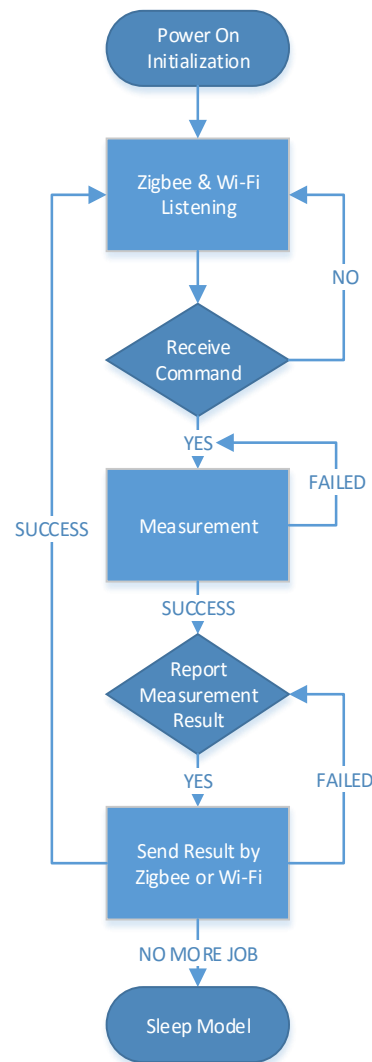 Power On
Initialization
Zigbee & Wi-Fi
Listening
NO
Receive
Command
YES
FAILED
Measurement
SUCCESS
SUCCESS
Report
Measurement
Result
YES
FAILED
Send Result by
Zigbee or Wi-Fi
NO MORE JOB
Sleep Model